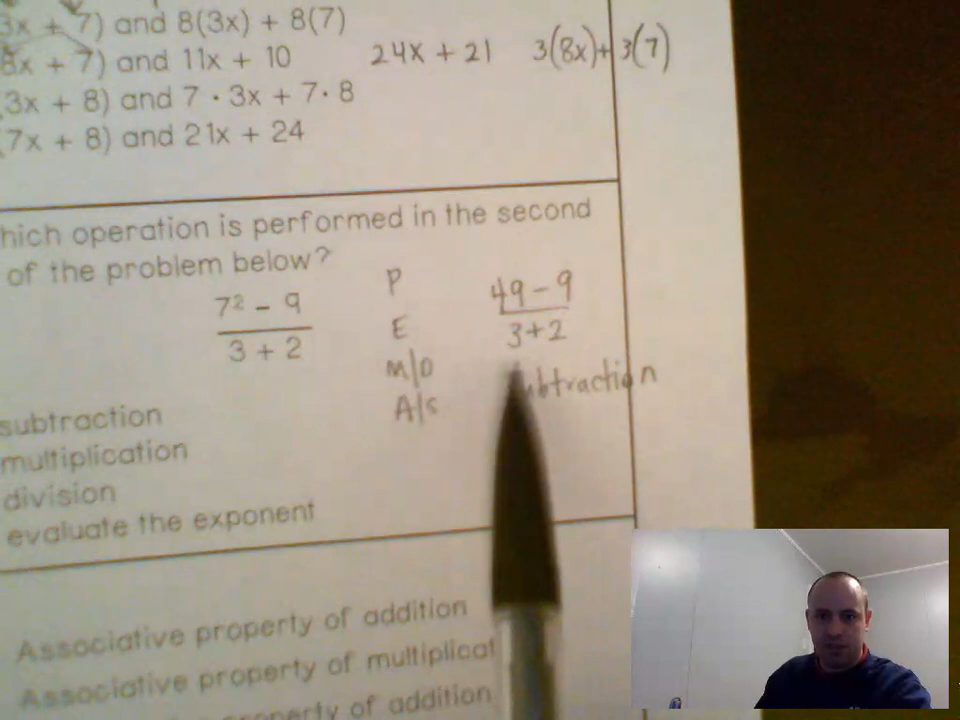 3x + 7) and 8(3x) + 8(7)
8x + 7) and 11x + 10 24x + 21 3(8x)+3(7)
(3x + 8) and 7 · 3x + 7 · 8
(7x + 8) and 21x + 24
hich operation is performed in the second
of the problem below?
P
7² – 9
3 + 2
49 – 9
3+2
E
M/D
A/S
ubtraction
subtraction
multiplication
division
evaluate the exponent
Associative property of addition
Associative property of multiplicat
property of addition